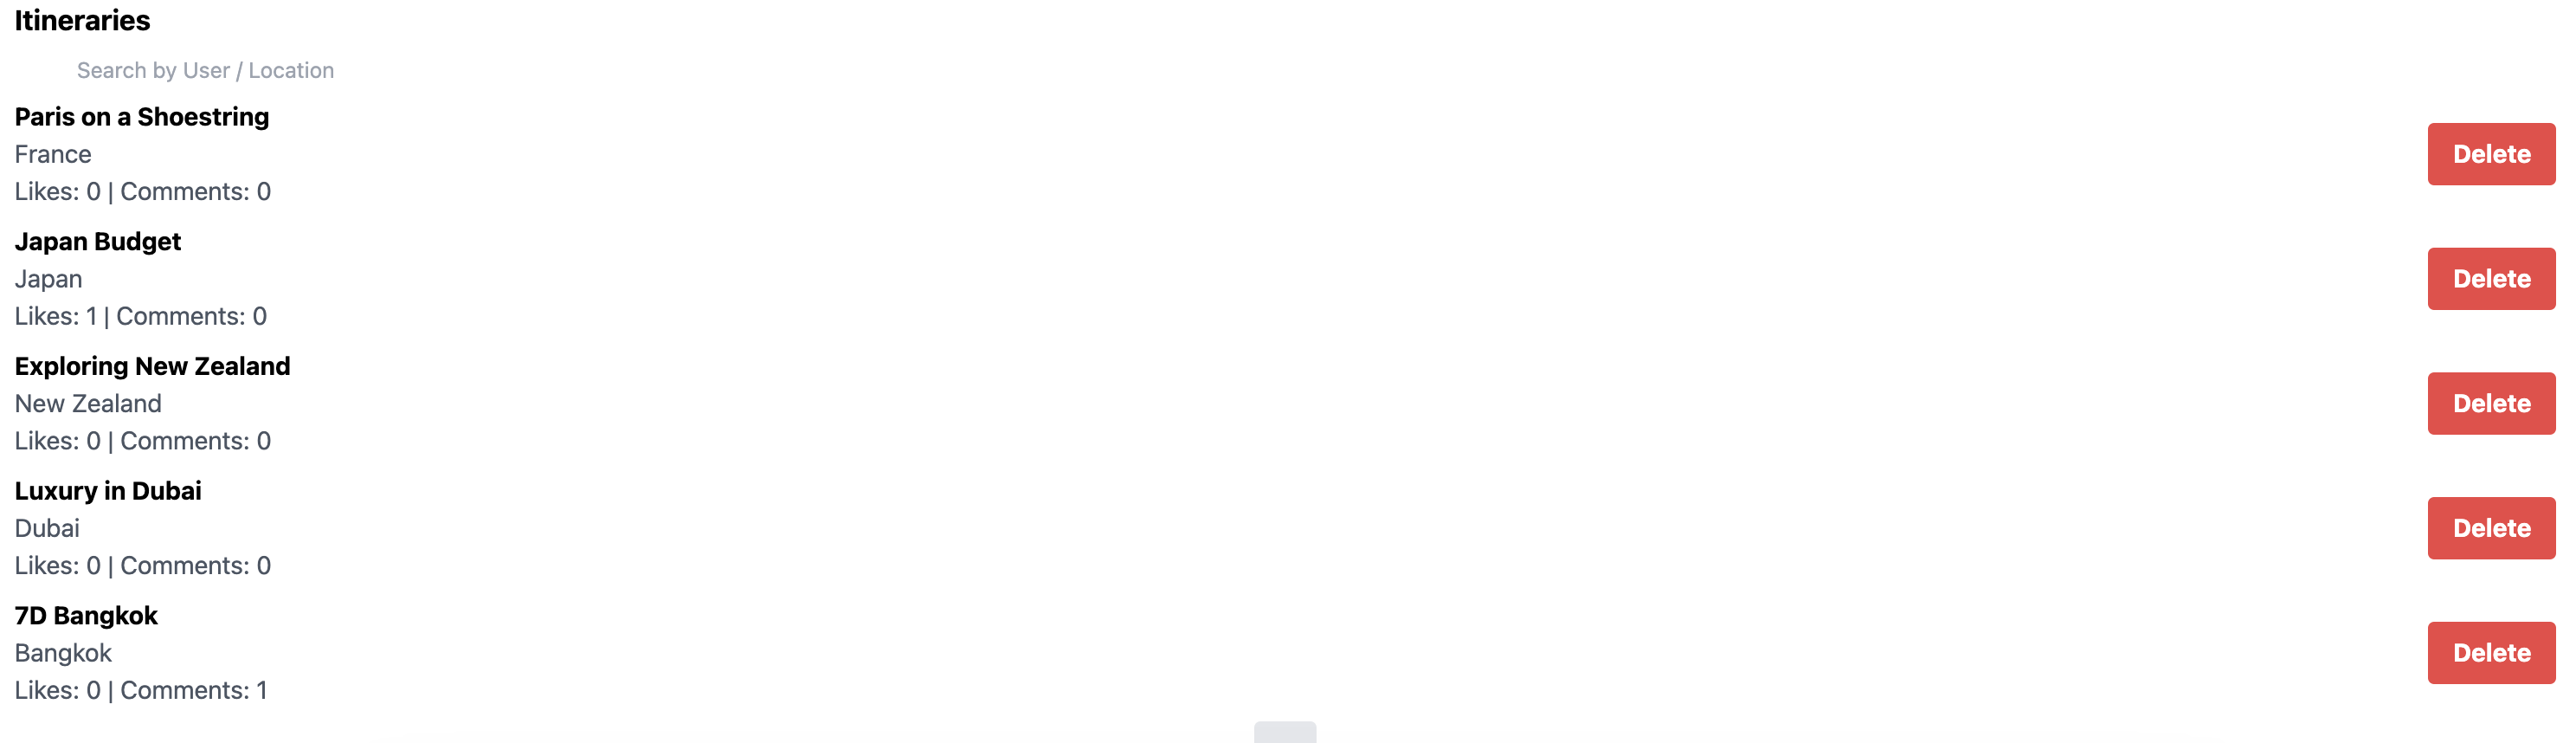 Itineraries
Search by User / Location
Paris on a Shoestring
France
Delete
Likes: 0 | Comments: 0
Japan Budget
Japan
Delete
Likes: 1 | Comments: 0
Exploring New Zealand
New Zealand
Delete
Likes: 0 | Comments: 0
Luxury in Dubai
Dubai
Delete
Likes: 0 | Comments: 0
7D Bangkok
Bangkok
Delete
Likes: 0 | Comments: 1